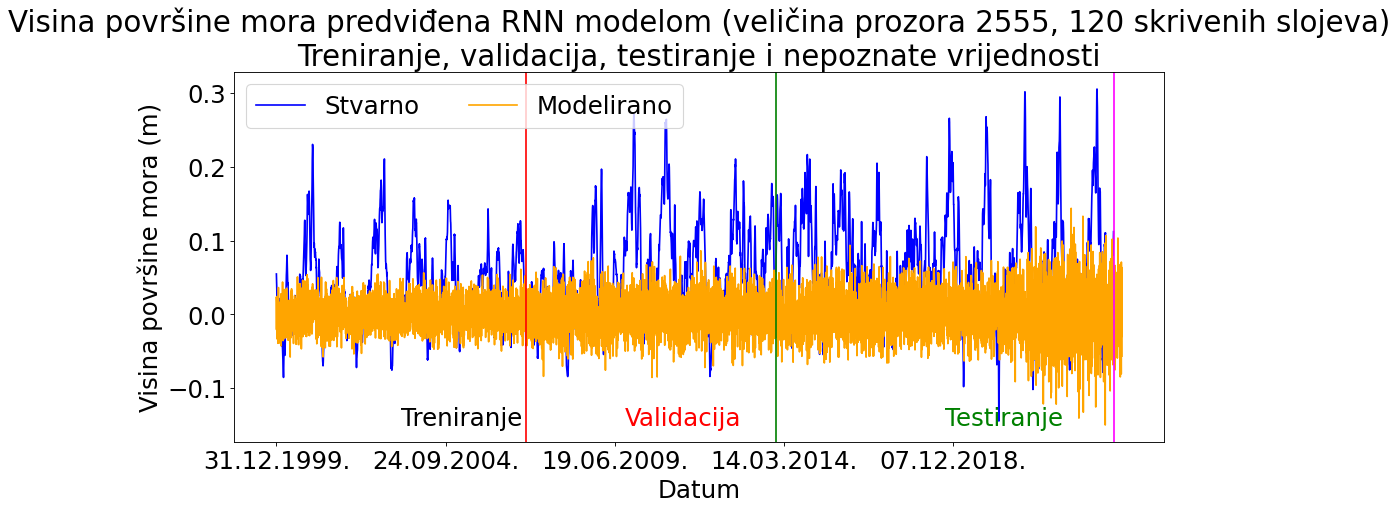 Visina površine mora predviđena RNN modelom (veličina prozora 2555, 120 skrivenih slojeva)
Treniranje, validacija, testiranje i nepoznate vrijednosti
Stvarno Modelirano
Visina površine mora (m)
0.3
0.2
0.1
0.0
−0.1
Treniranje Validacija Testiranje
31.12.1999. 24.09.2004. 19.06.2009. 14.03.2014. 07.12.2018.
Datum